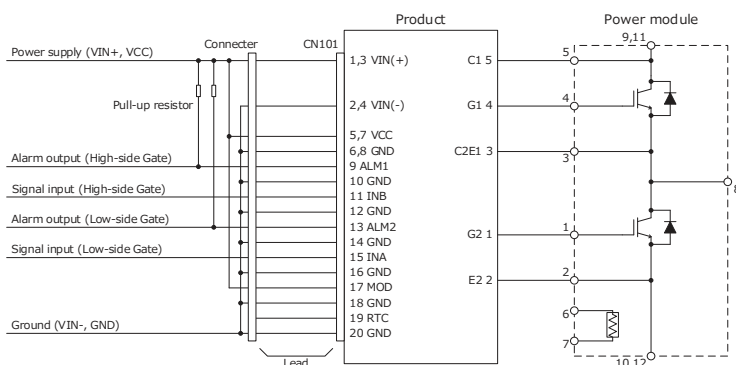 Product
Power module
Power supply (VIN+, VCC)
Connecter
CN101
Pull-up resistor
Alarm output (High-side Gate)
Signal input (High-side Gate)
Alarm output (Low-side Gate)
Signal input (Low-side Gate)
Ground (VIN-, GND)
Lead
1,3 VIN(+)
2,4 VIN(-)
5,7 VCC
6,8 GND
9 ALM1
10 GND
11 INB
12 GND
13 ALM2
14 GND
15 INA
16 GND
17 MOD
18 GND
19 RTC
20 GND
C1 5
G1 4
C2E1 3
G2 1
E2 2
9,11
5
4
3
8
1
2
6
7
10,12